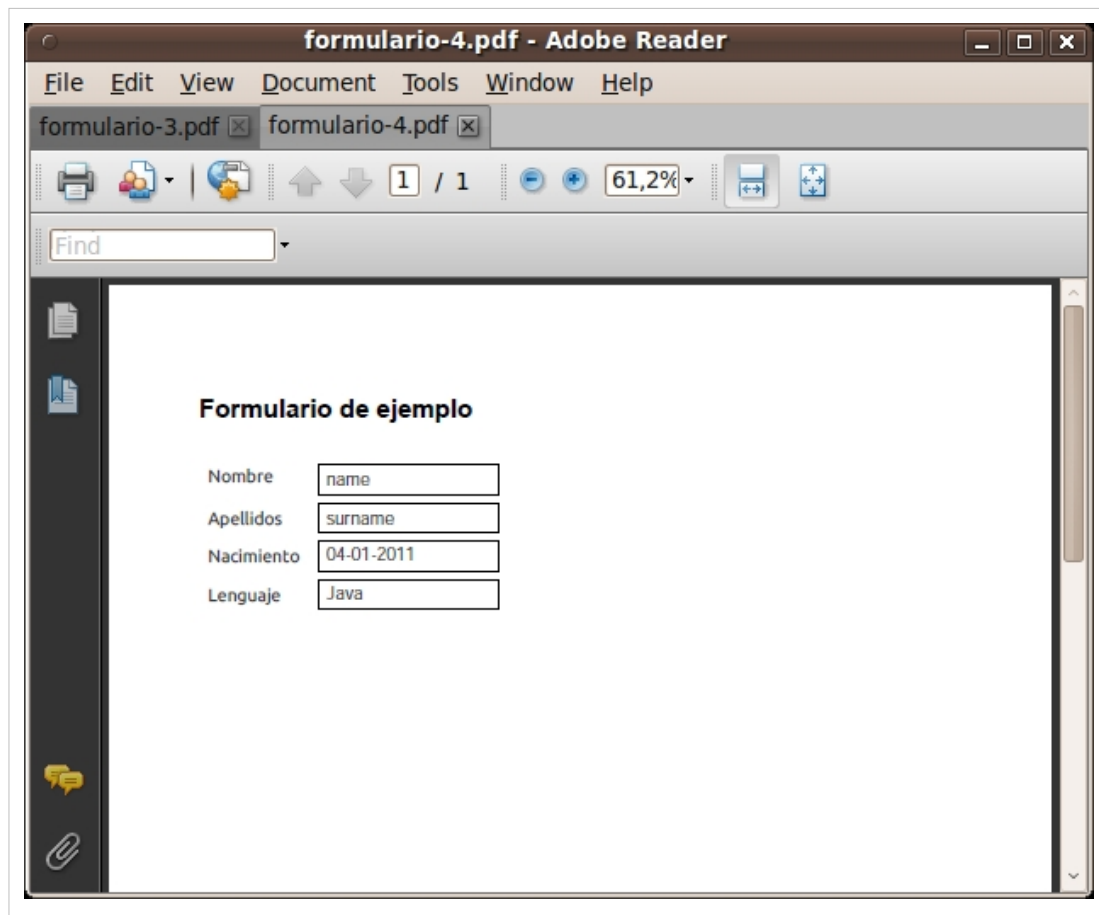 formulario-4.pdf - Adobe Reader
File Edit View Document Tools Window Help
formulario-3.pdf formulario-4.pdf
1 / 1 61,2%
Find
Formulario de ejemplo
Nombre name
Apellidos surname
Nacimiento 04-01-2011
Lenguaje Java